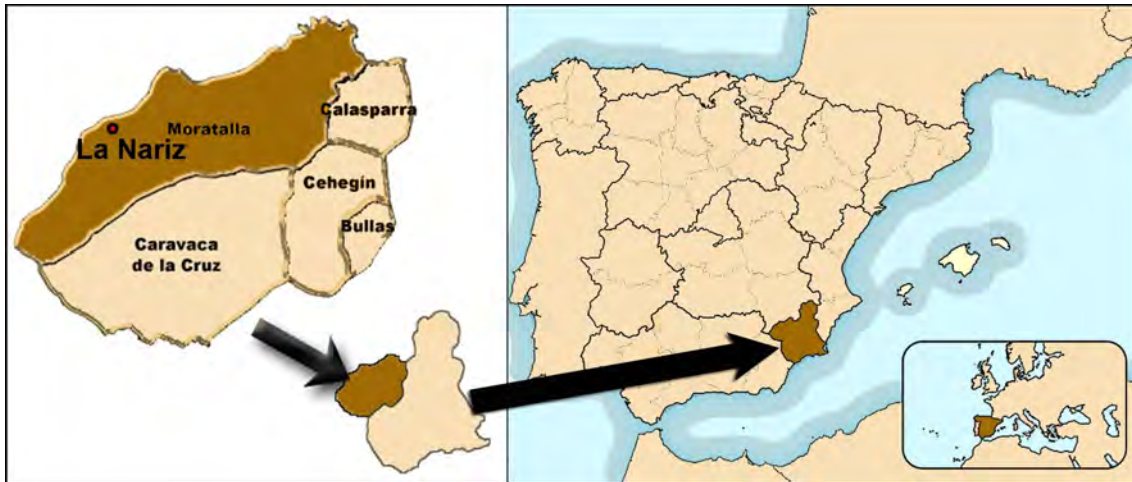 Calasparra
Moratalla
La Nariz
Cehegín
Bullas
Caravaca
de la Cruz